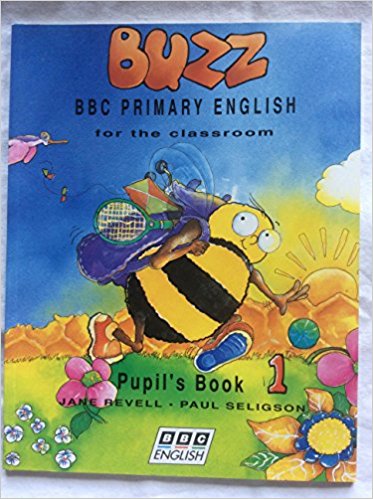 BUZZ
BBC PRIMARY ENGLISH
for the classroom
Pupil's Book 1
JANE REVELL · PAUL SELIGSON
BBC
ENGLISH